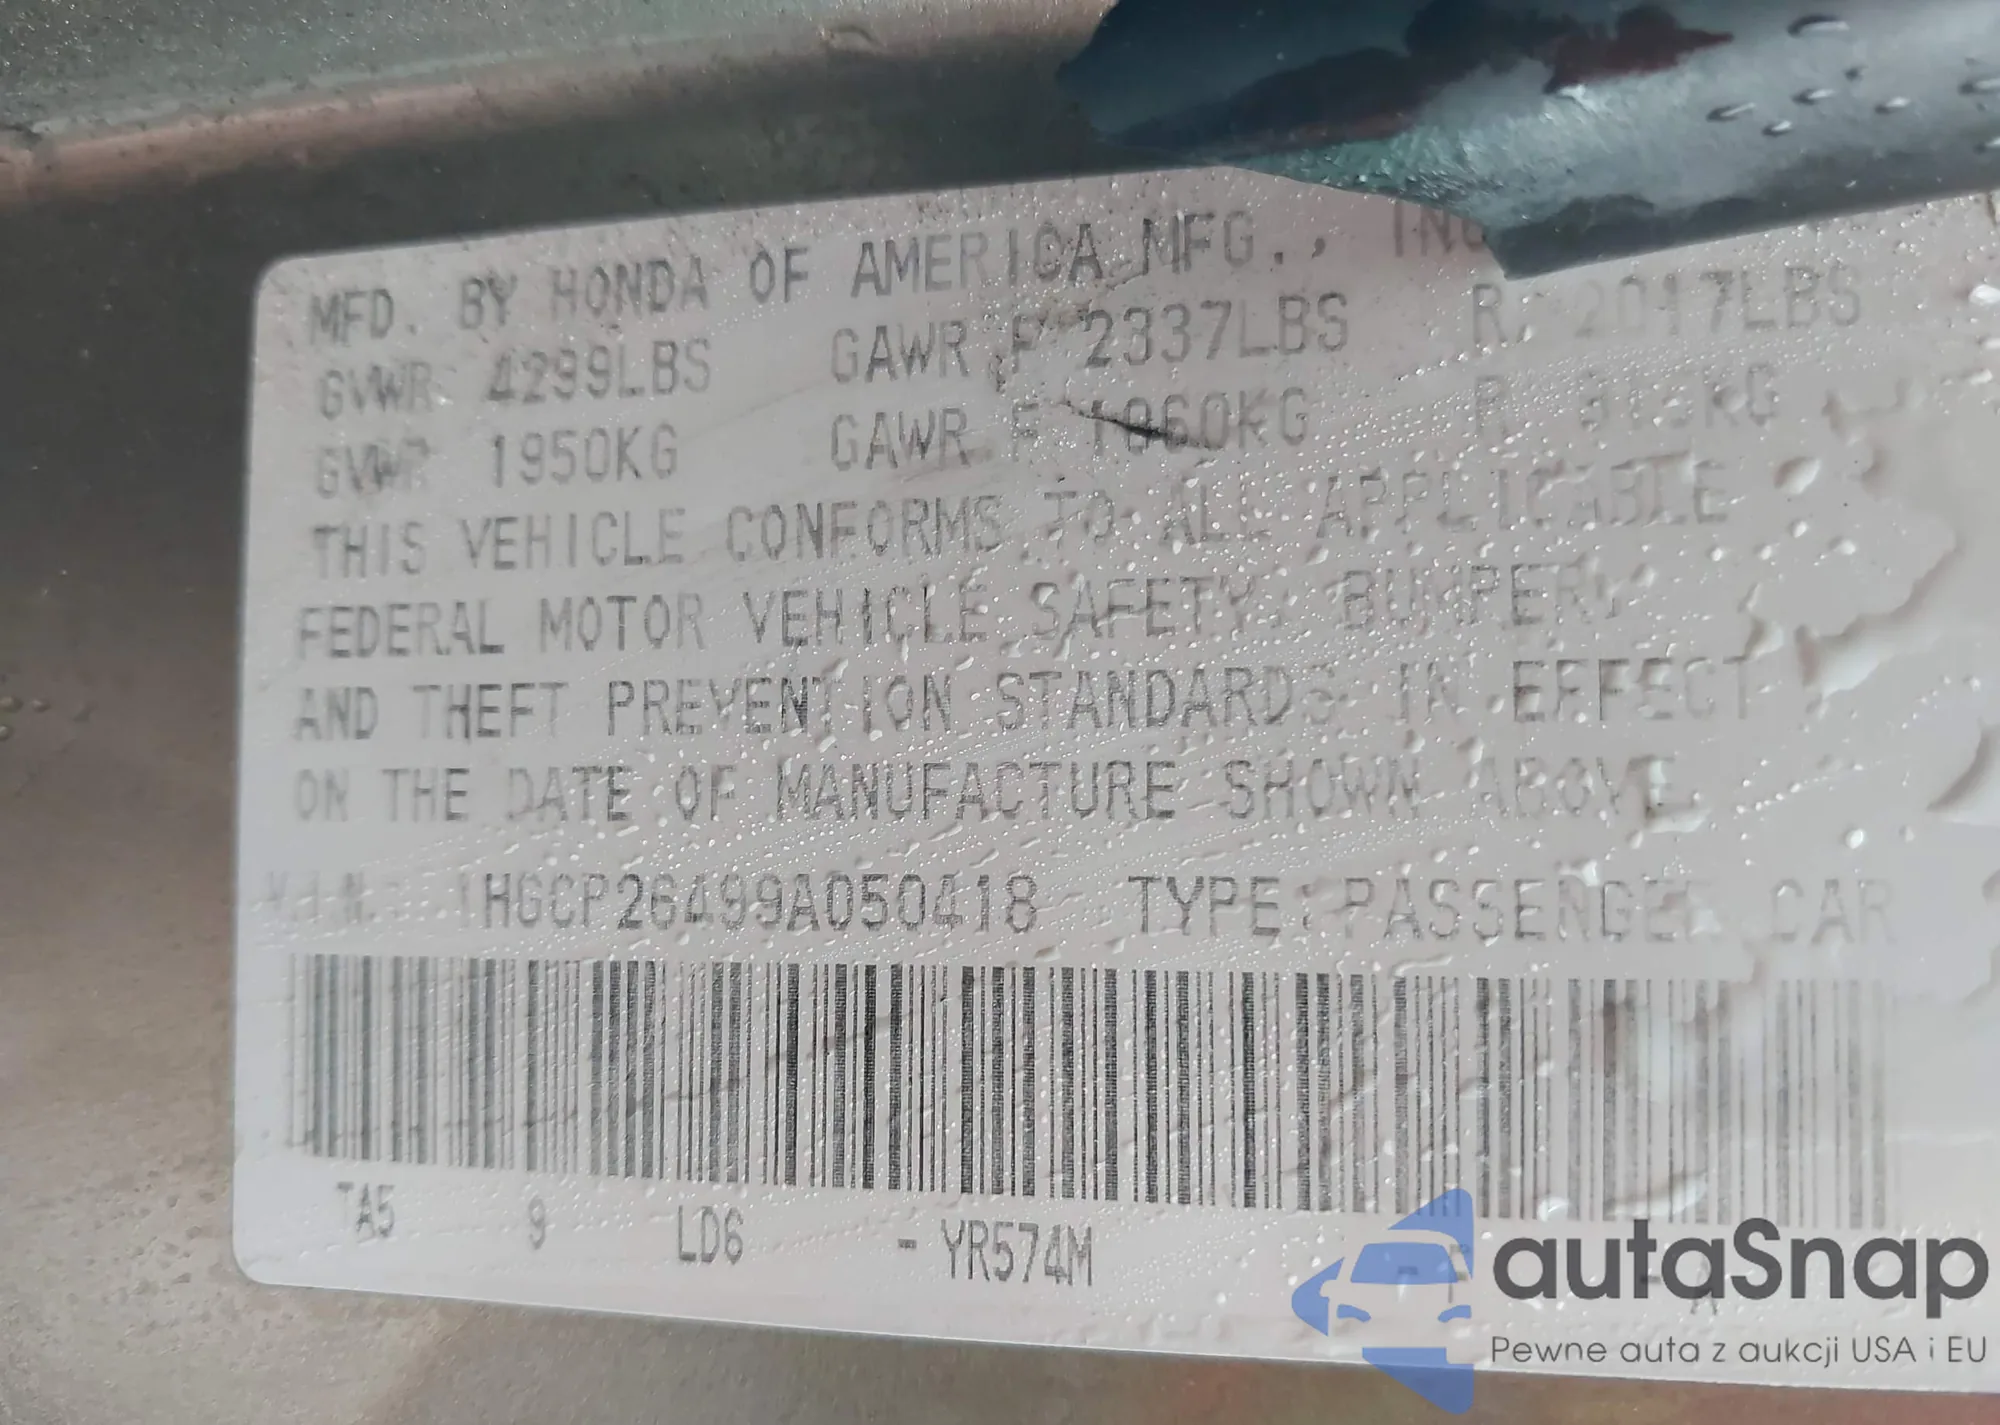 MFD. BY HONDA OF AMERICA MFG., INC
GVWR 4299LBS GAWR F 2337LBS R 2017LBS
GVWR 1950KG GAWR F 1060KG R KG
THIS VEHICLE CONFORMS TO ALL APPLICABLE
FEDERAL MOTOR VEHICLE SAFETY, BUMPER,
AND THEFT PREVENTION STANDARDS IN EFFECT
ON THE DATE OF MANUFACTURE SHOWN ABOVE.
V.I.N.: 1HGCP26499A050418 TYPE:PASSENGER CAR
TA5 9 LD6 - YR574M
autaSnap
Pewne auta z aukcji USA i EU